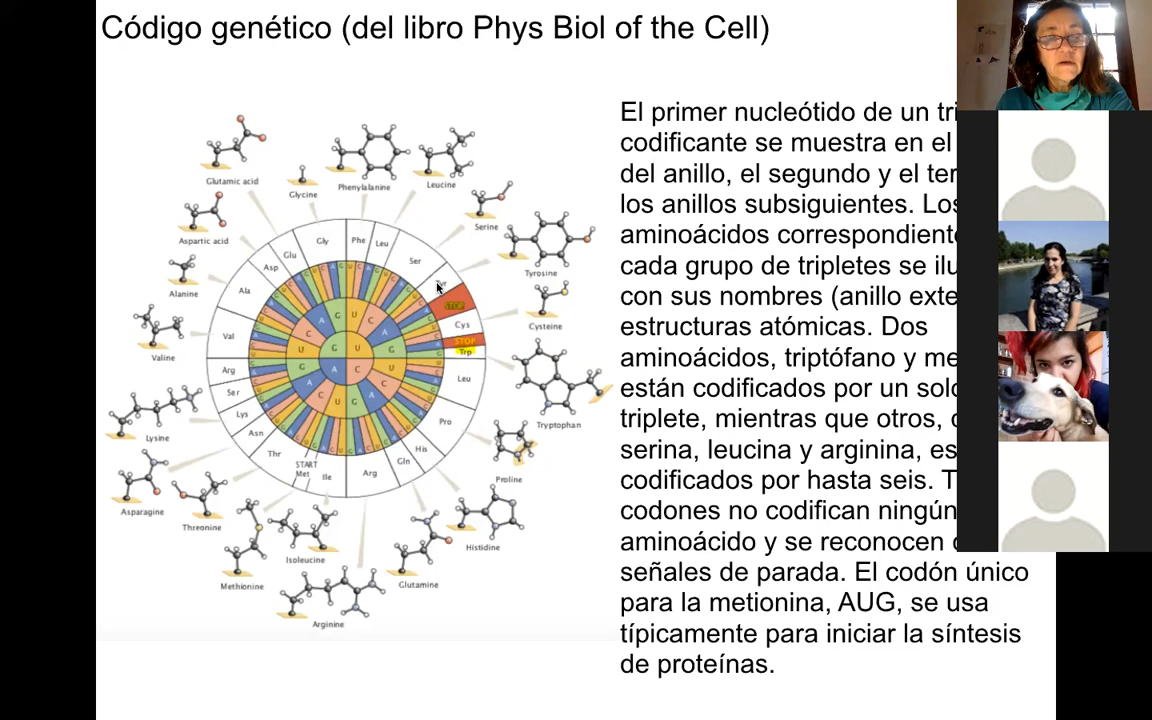 Código genético (del libro Phys Biol of the Cell)
El primer nucleótido de un tri
codificante se muestra en el
del anillo, el segundo y el ter
los anillos subsiguientes. Los
aminoácidos correspondient
cada grupo de tripletes se ilu
con sus nombres (anillo exte
estructuras atómicas. Dos
aminoácidos, triptófano y me
están codificados por un solo
triplete, mientras que otros,
serina, leucina y arginina, es
codificados por hasta seis. T
codones no codifican ningún
aminoácido y se reconocen
señales de parada. El codón único
para la metionina, AUG, se usa
típicamente para iniciar la síntesis
de proteínas.
Glutamic acid
Glycine
Phenylalanine
Leucine
Serine
Tyrosine
Cysteine
Tryptophan
Proline
Histidine
Glutamine
Arginine
Isoleucine
Methionine
Threonine
Asparagine
Lysine
Valine
Alanine
Aspartic acid
Gly
Phe
Leu
Ser
STOP
Cys
STOP
Trp
Leu
Pro
His
Gln
Arg
Ile
START
Met
Thr
Asn
Lys
Ser
Arg
Val
Ala
Asp
Glu
G
U
C
A
U
C
A
G
U
C
A
G
U
C
A
G
U
C
A
G